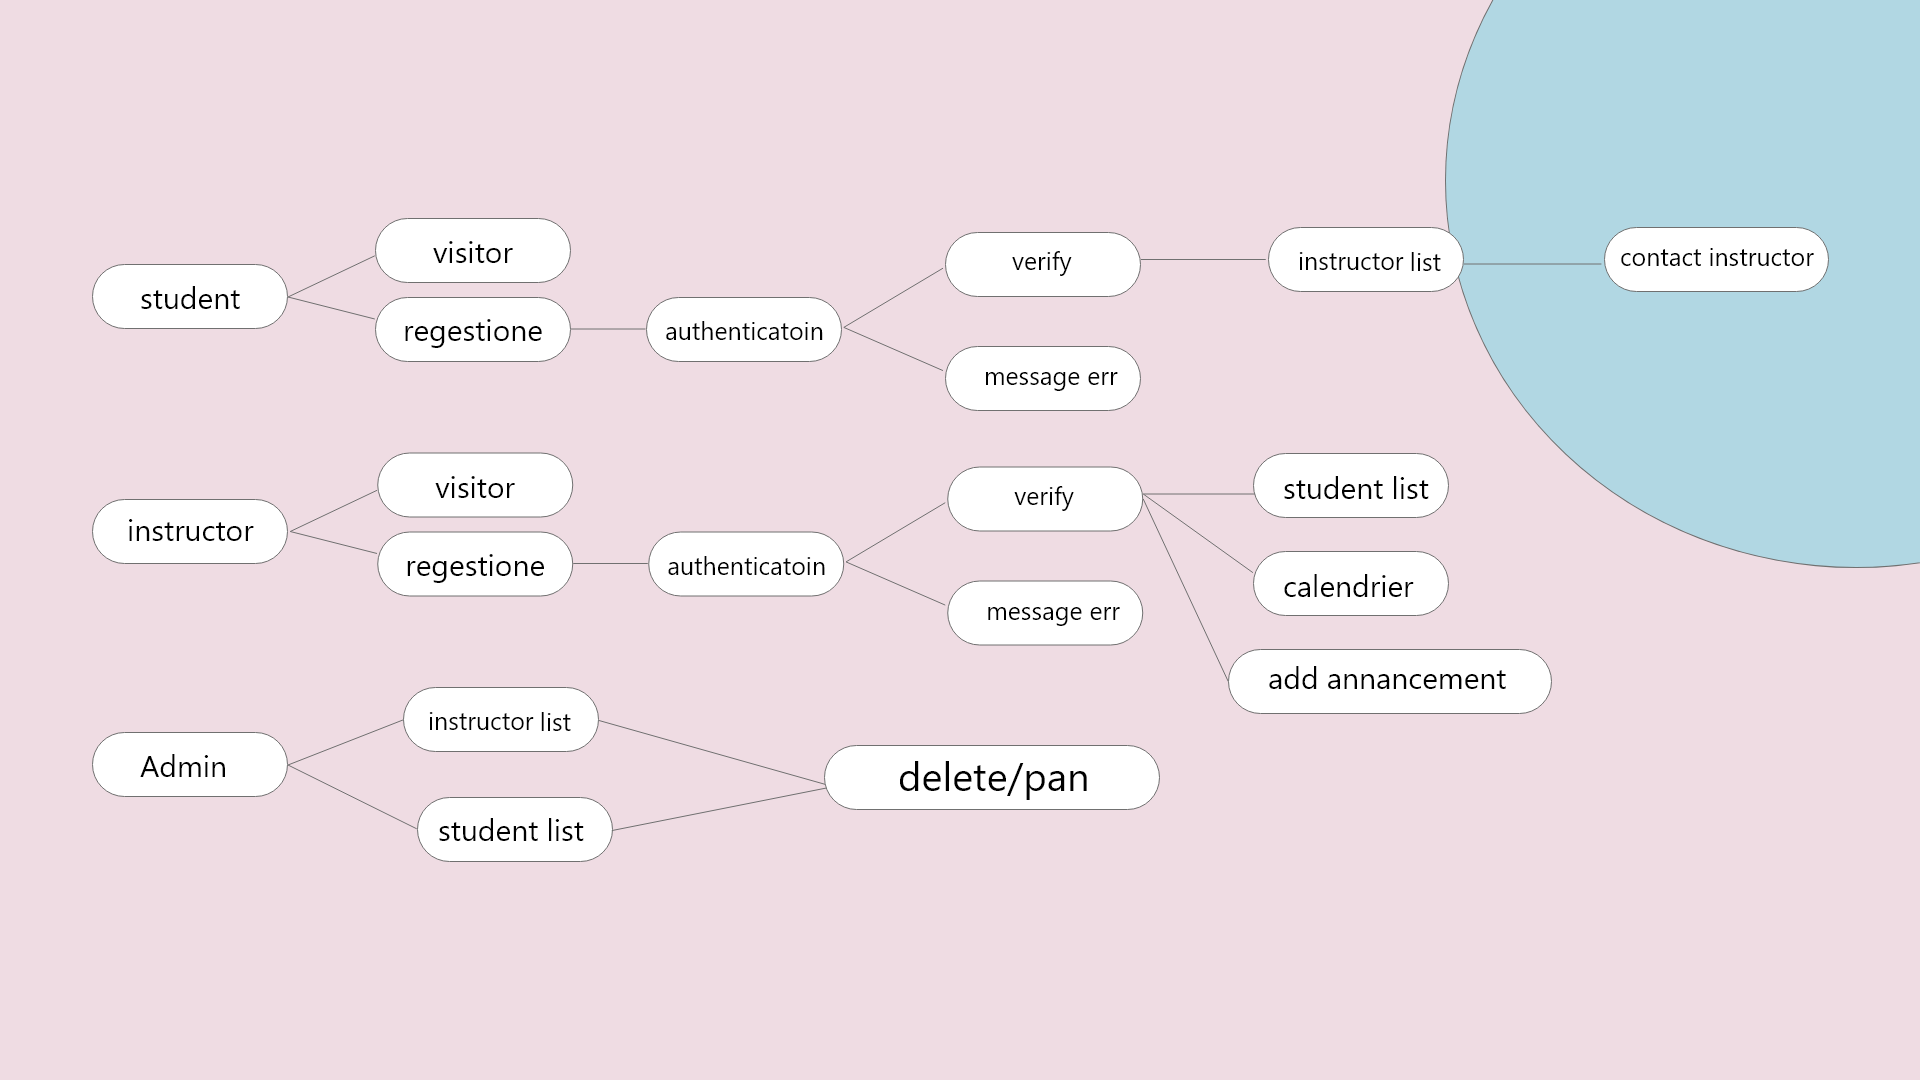 student
visitor
regestione
authenticatoin
verify
message err
instructor list
contact instructor
instructor
visitor
regestione
authenticatoin
verify
message err
student list
calendrier
add annancement
Admin
instructor list
student list
delete/pan